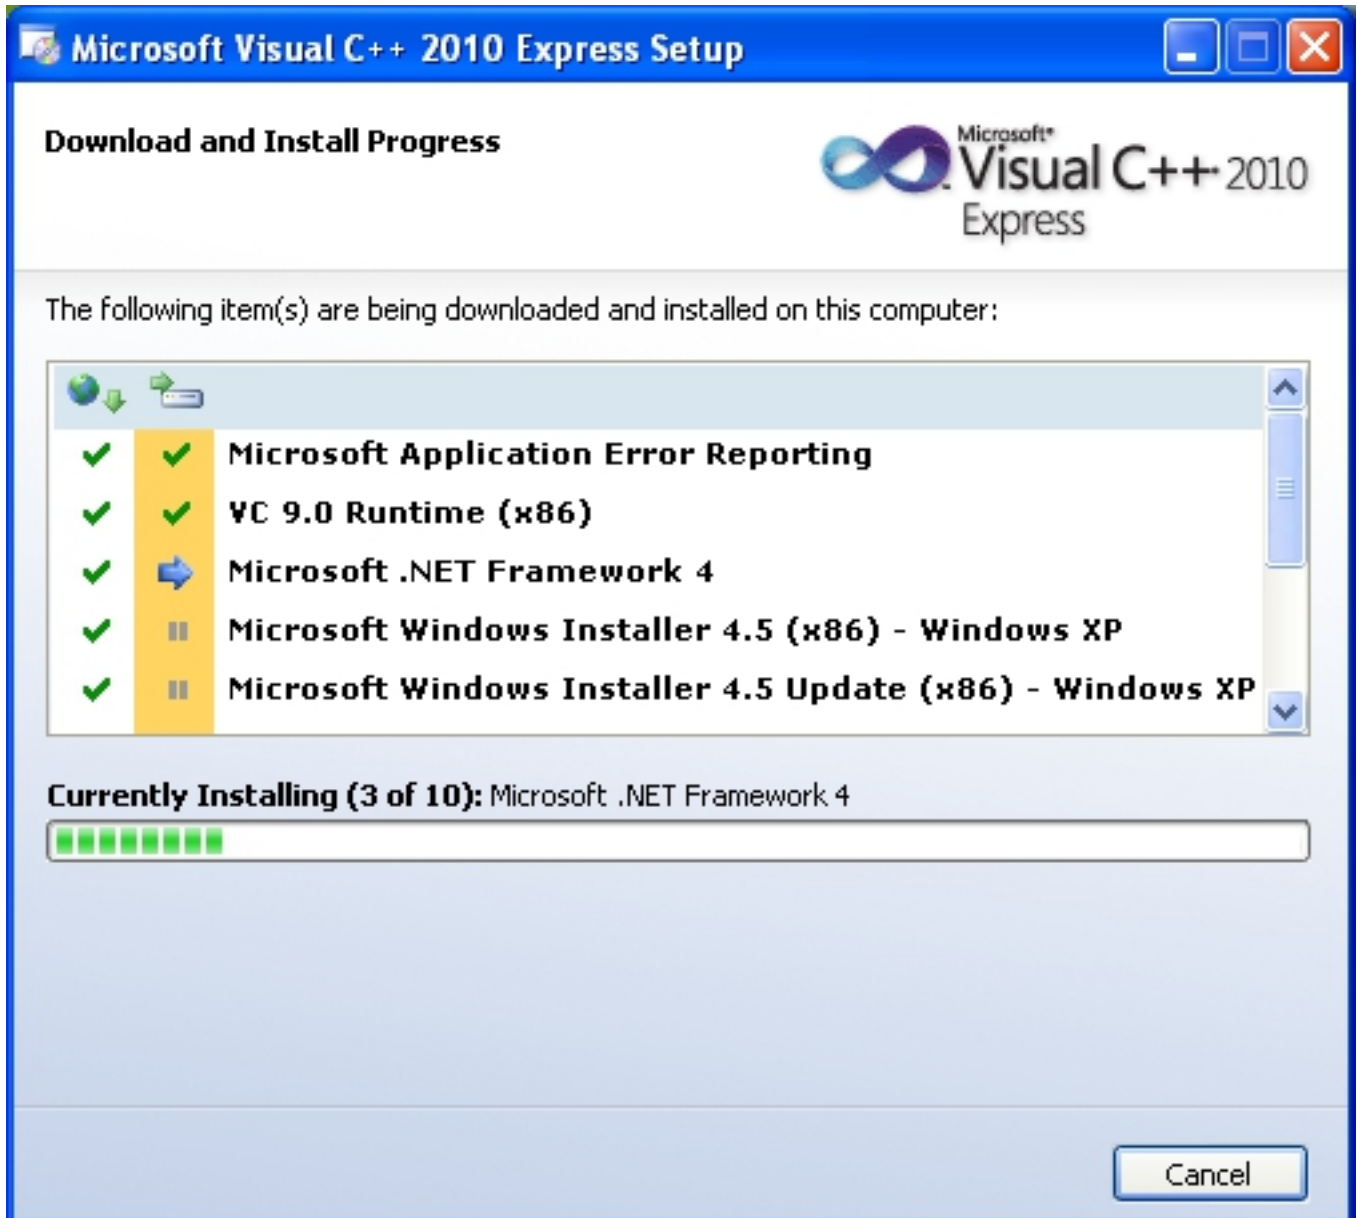 Microsoft Visual C++ 2010 Express Setup
Download and Install Progress
Microsoft®
Visual C++ 2010
Express
The following item(s) are being downloaded and installed on this computer:
Microsoft Application Error Reporting
VC 9.0 Runtime (x86)
Microsoft .NET Framework 4
Microsoft Windows Installer 4.5 (x86) - Windows XP
Microsoft Windows Installer 4.5 Update (x86) - Windows XP
Currently Installing (3 of 10): Microsoft .NET Framework 4
Cancel